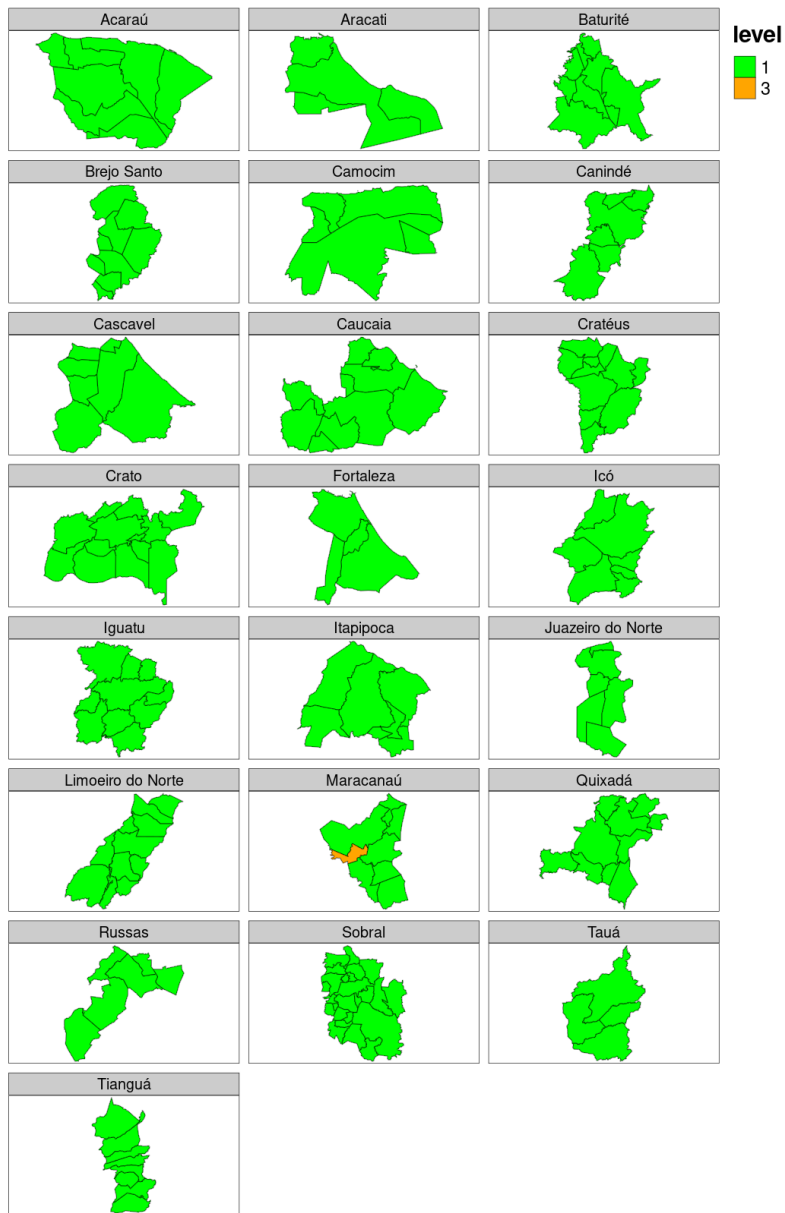 Acaraú
Aracati
Baturité
level
1
3
Brejo Santo
Camocim
Canindé
Cascavel
Caucaia
Cratéus
Crato
Fortaleza
Icó
Iguatu
Itapipoca
Juazeiro do Norte
Limoeiro do Norte
Maracanaú
Quixadá
Russas
Sobral
Tauá
Tianguá